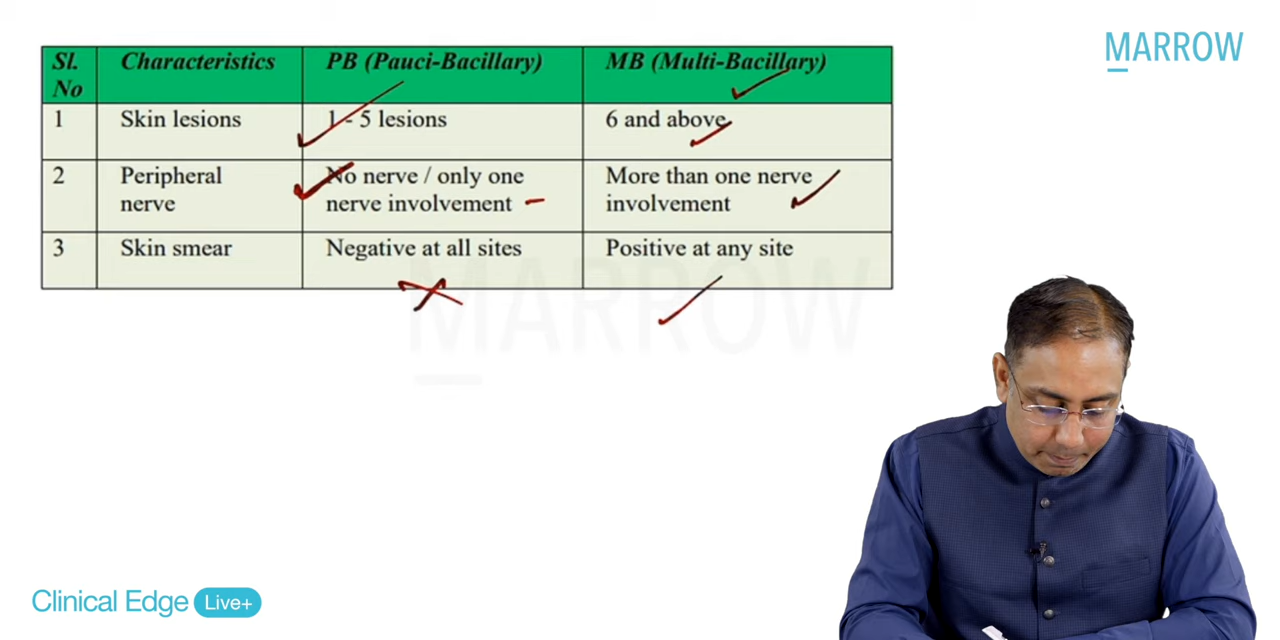 MARROW
Sl. No Characteristics PB (Pauci-Bacillary) MB (Multi-Bacillary)
1 Skin lesions 1 - 5 lesions 6 and above
2 Peripheral nerve No nerve / only one nerve involvement More than one nerve involvement
3 Skin smear Negative at all sites Positive at any site
MARROW
Clinical Edge Live+